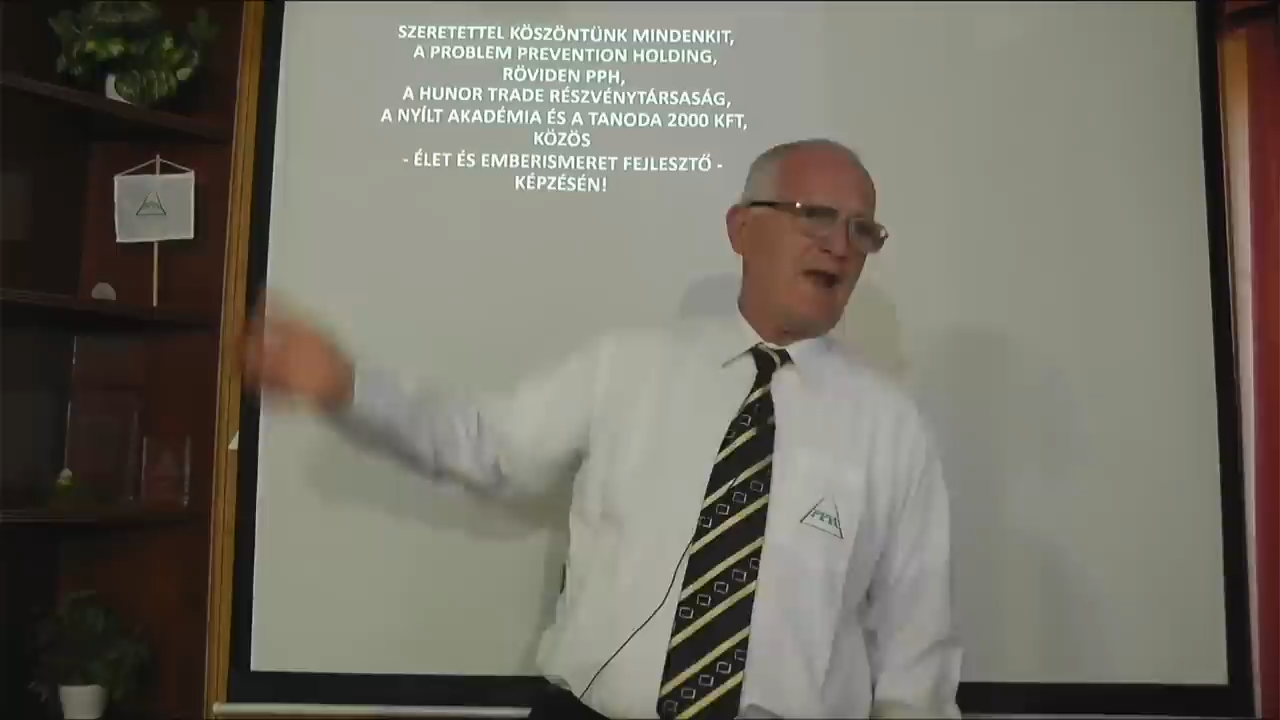 SZERETETTEL KÖSZÖNTÜNK MINDENKIT,
A PROBLEM PREVENTION HOLDING,
RÖVIDEN PPH,
A HUNOR TRADE RÉSZVÉNYTÁRSASÁG,
A NYÍLT AKADÉMIA ÉS A TANODA 2000 KFT,
KÖZÖS
- ÉLET ÉS EMBERISMERET FEJLESZTŐ -
KÉPZÉSÉN!
PPH